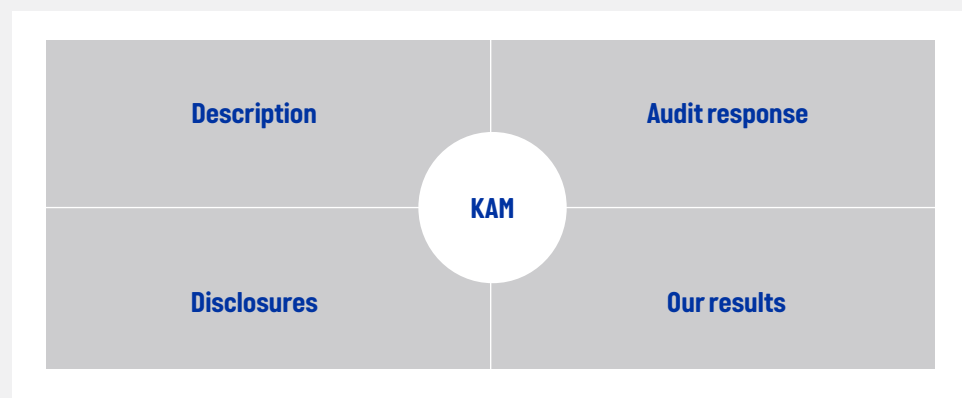 Description
Audit response
KAM
Disclosures
Our results